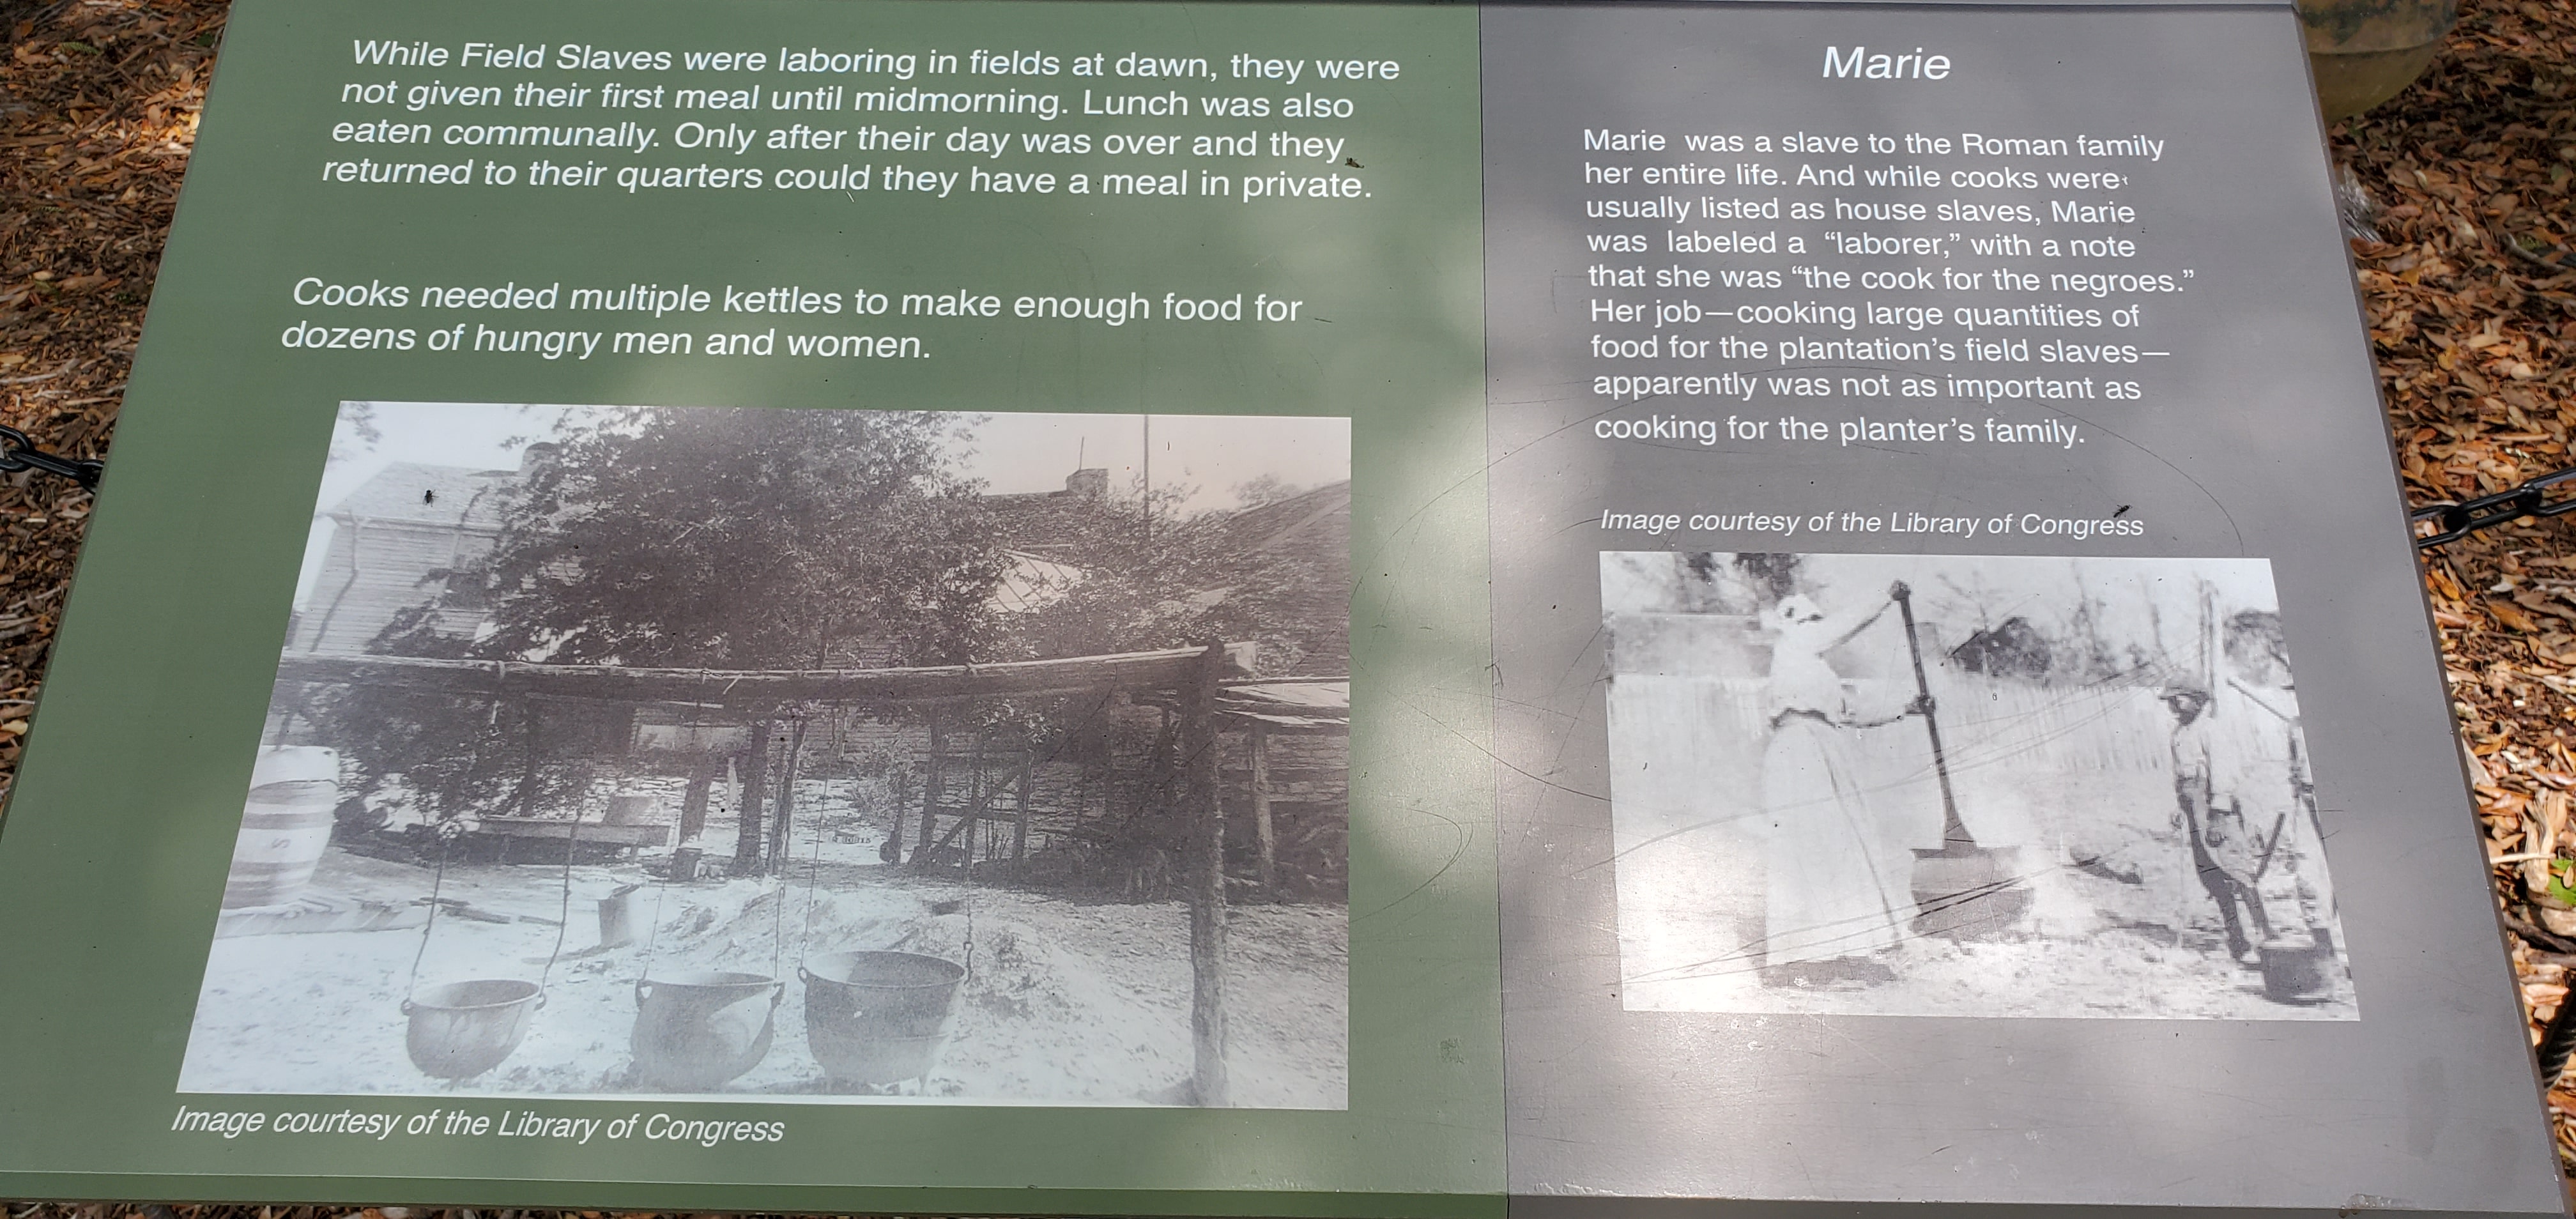 While Field Slaves were laboring in fields at dawn, they were
not given their first meal until midmorning. Lunch was also
eaten communally. Only after their day was over and they
returned to their quarters could they have a meal in private.
Cooks needed multiple kettles to make enough food for
dozens of hungry men and women.
Image courtesy of the Library of Congress
Marie
Marie was a slave to the Roman family
her entire life. And while cooks were
usually listed as house slaves, Marie
was labeled a “laborer,” with a note
that she was “the cook for the negroes.”
Her job—cooking large quantities of
food for the plantation’s field slaves—
apparently was not as important as
cooking for the planter’s family.
Image courtesy of the Library of Congress